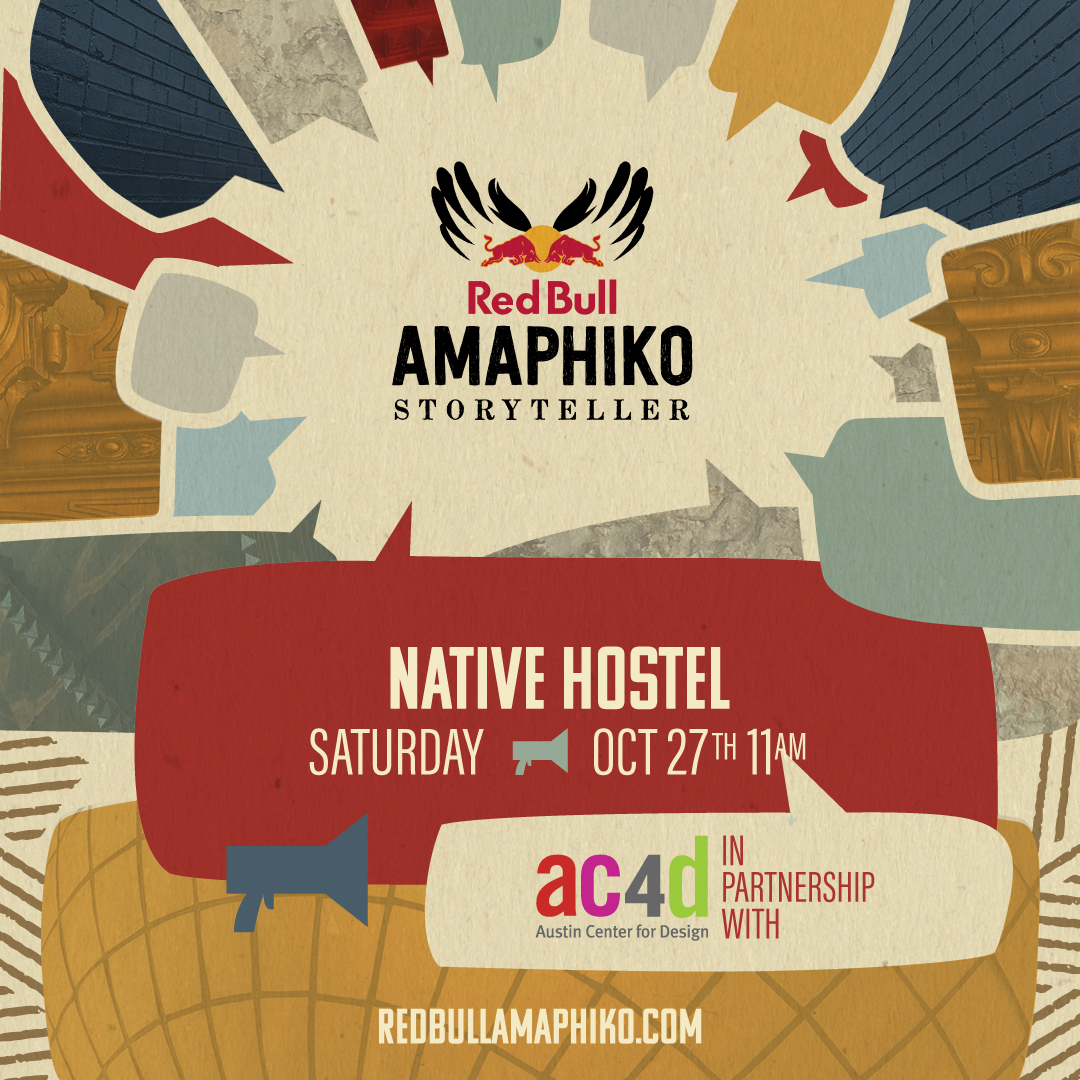 Red Bull
AMAPHIKO
STORYTELLER
NATIVE HOSTEL
SATURDAY OCT 27TH 11AM
ac4d
Austin Center for Design
IN
PARTNERSHIP
WITH
REDBULLAMAPHIKO.COM